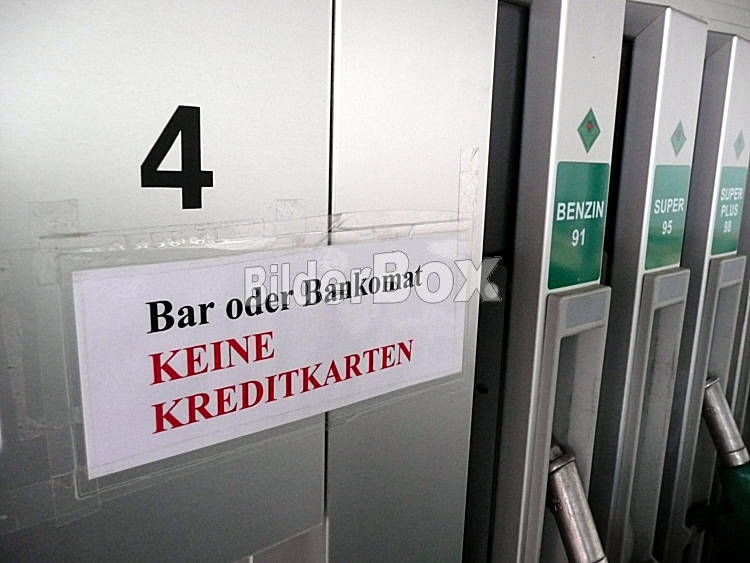 4
Bar oder Bankomat
KEINE
KREDITKARTEN
BilderBox
BENZIN
91
SUPER
95
SUPER
PLUS
98